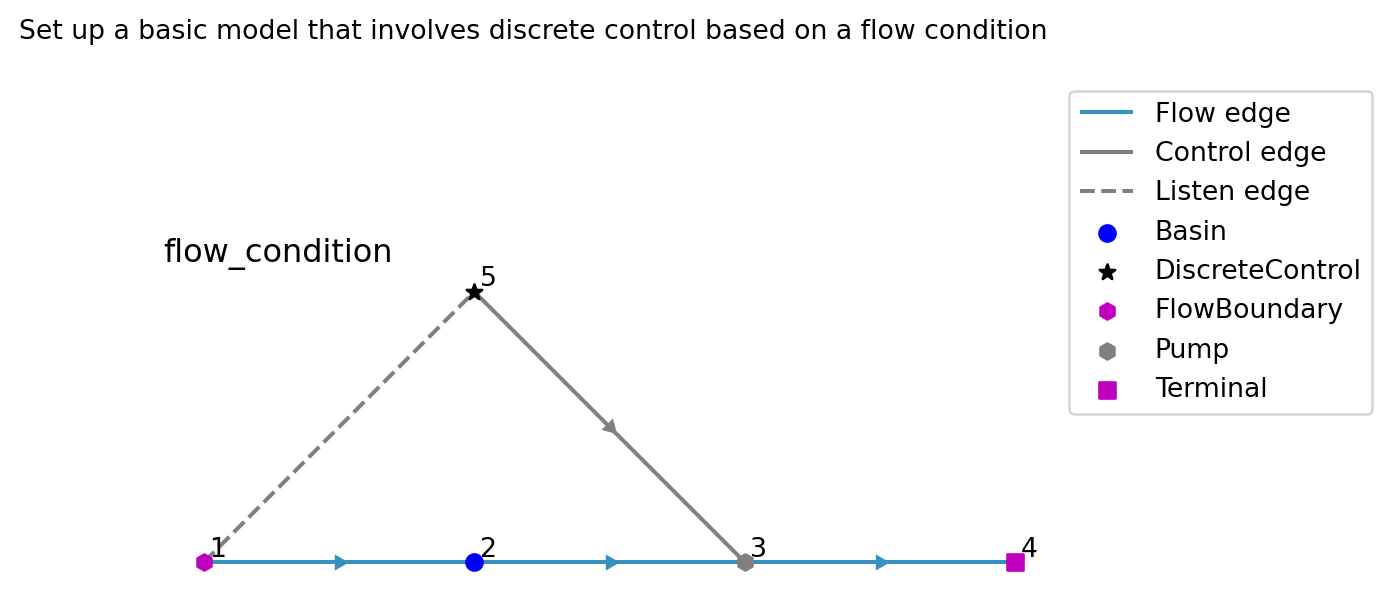 Set up a basic model that involves discrete control based on a flow condition
Flow edge
Control edge
Listen edge
Basin
DiscreteControl
FlowBoundary
Pump
Terminal
flow_condition
5
1
2
3
4